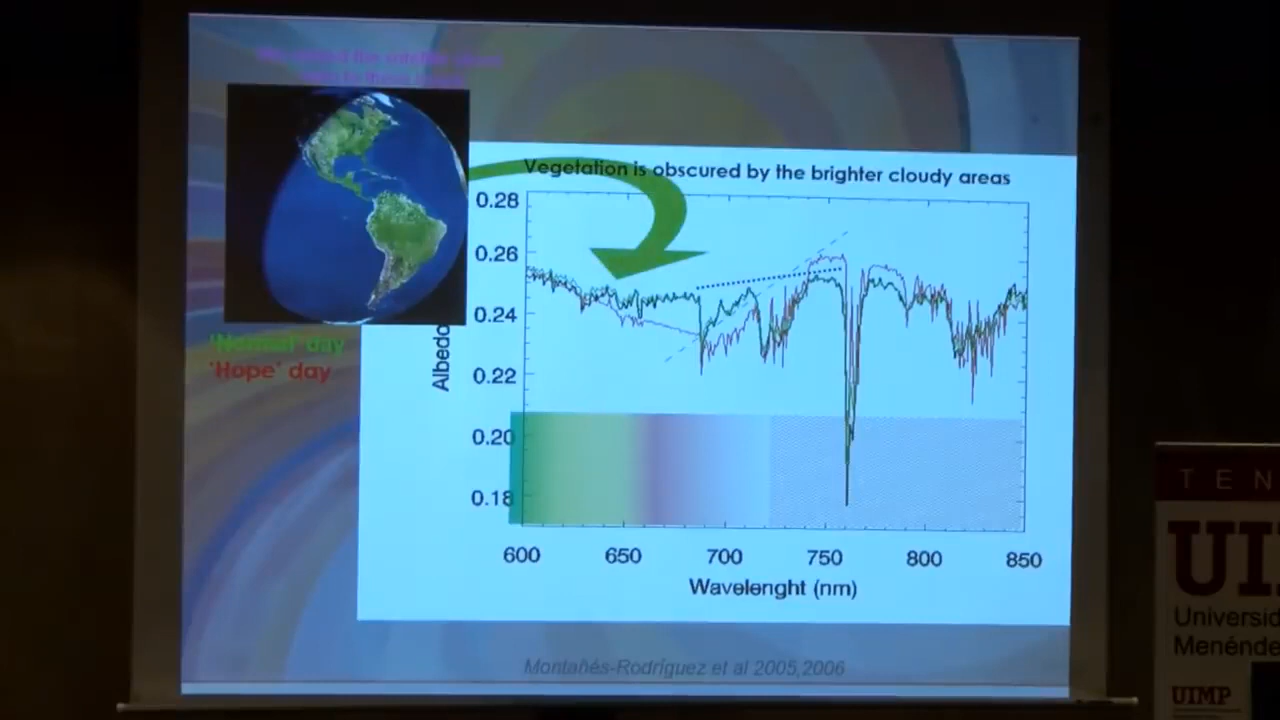 Vegetation is obscured by the brighter cloudy areas
0.28
0.26
0.24
0.22
0.20
0.18
Albedo
600 650 700 750 800 850
Wavelenght (nm)
'Normal' day
'Hope' day
Montañés-Rodríguez et al 2005,2006
T E N
UI
Universid
Menénde
UIMP